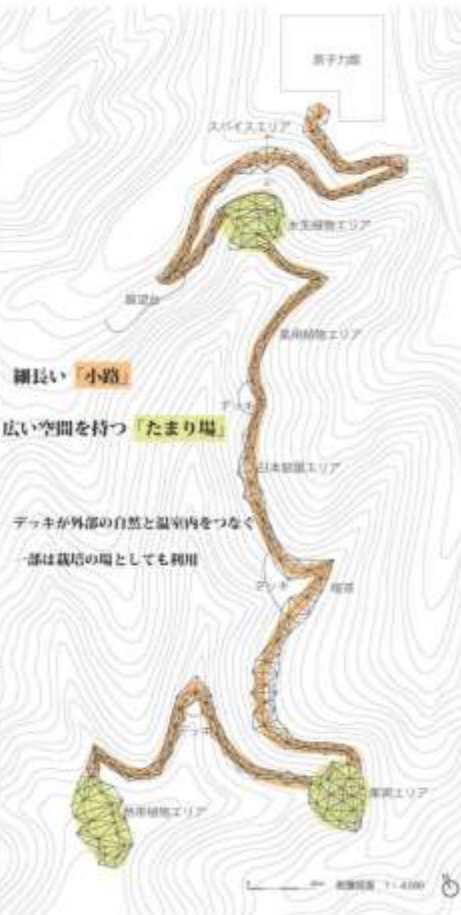 原子力館
スパイスエリア
水生植物エリア
展望台
薬用植物エリア
細長い「小路」
デッキ
広い空間を持つ「たまり場」
日本庭園エリア
デッキが外部の自然と温室内をつなぐ
一部は栽培の場としても利用
デッキ
喫茶
デッキ
果実エリア
熱帯植物エリア